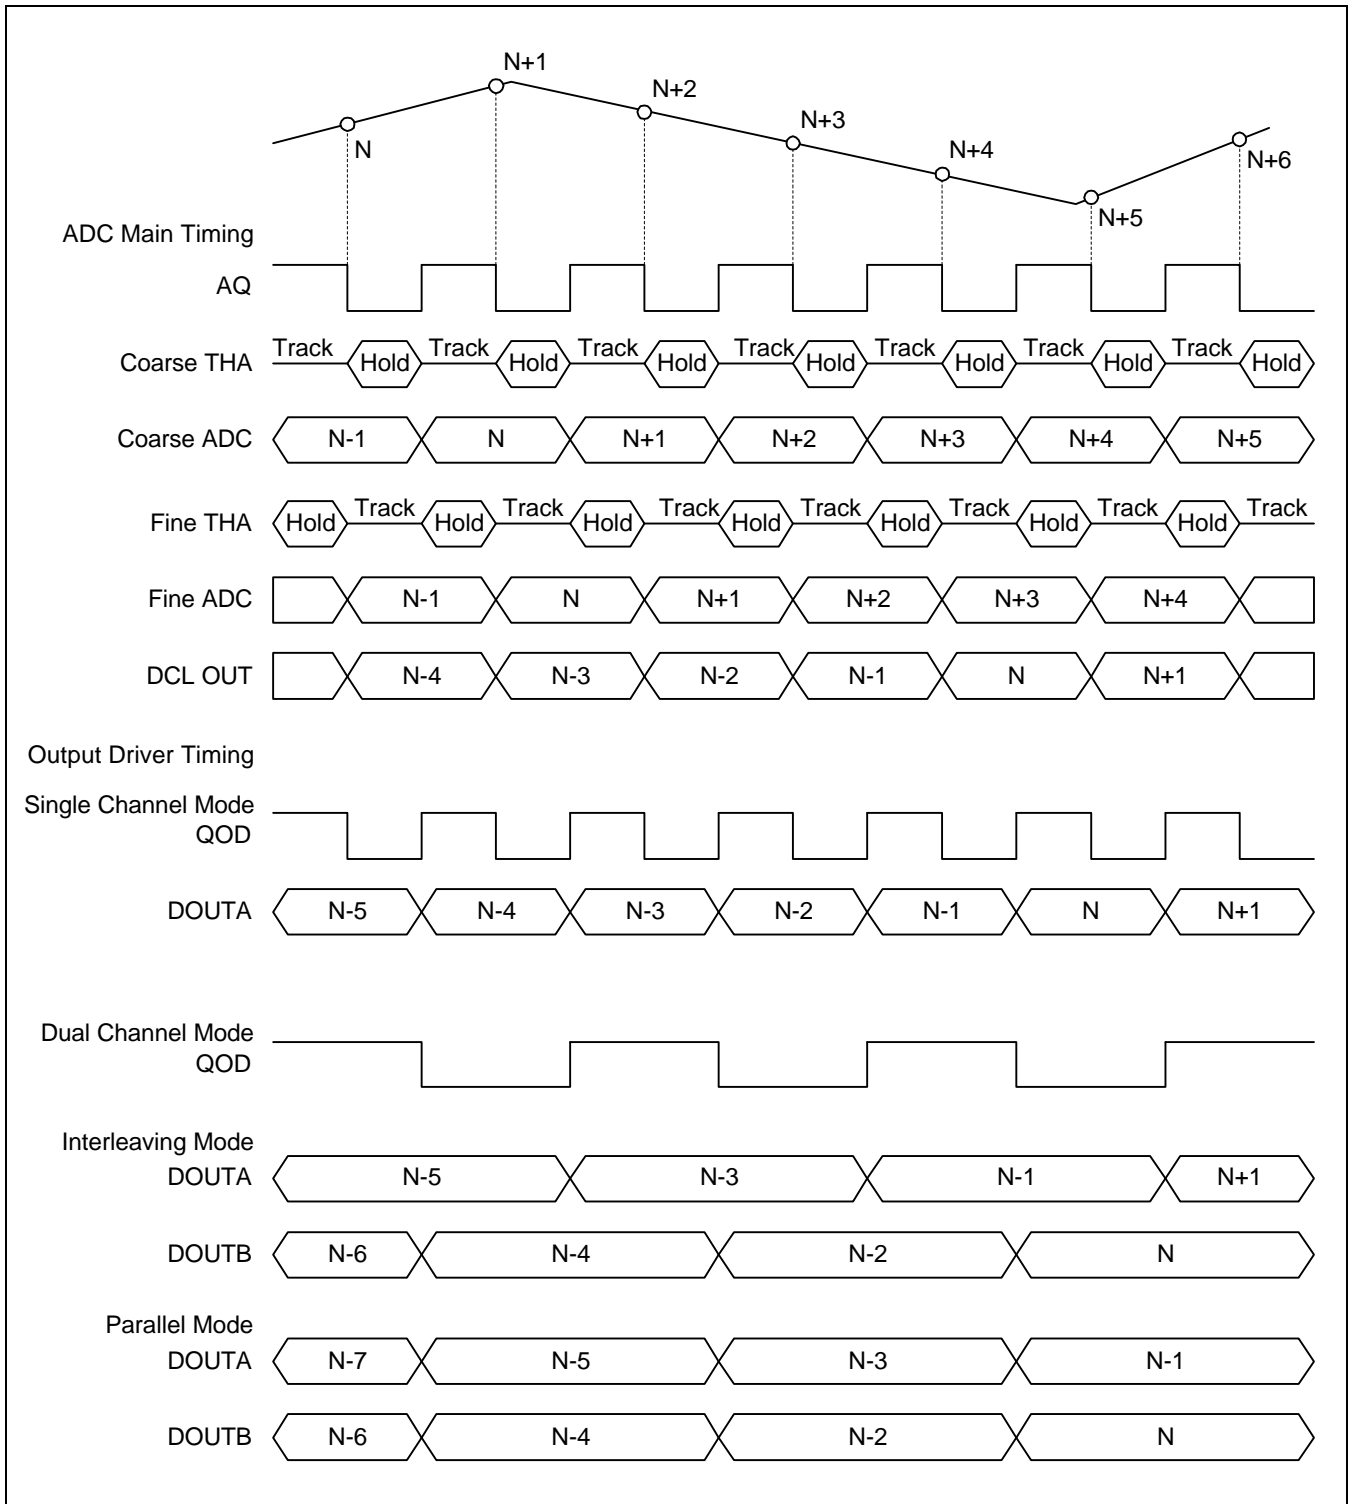 N+1
N+2
N+3
N
N+4
N+6
N+5
ADC Main Timing
AQ
Coarse THA Track Hold Track Hold Track Hold Track Hold Track Hold Track Hold Track Hold
Coarse ADC N-1 N N+1 N+2 N+3 N+4 N+5
Fine THA Hold Track Hold Track Hold Track Hold Track Hold Track Hold Track Hold Track
Fine ADC N-1 N N+1 N+2 N+3 N+4
DCL OUT N-4 N-3 N-2 N-1 N N+1
Output Driver Timing
Single Channel Mode
QOD
DOUTA N-5 N-4 N-3 N-2 N-1 N N+1
Dual Channel Mode
QOD
Interleaving Mode
DOUTA N-5 N-3 N-1 N+1
DOUTB N-6 N-4 N-2 N
Parallel Mode
DOUTA N-7 N-5 N-3 N-1
DOUTB N-6 N-4 N-2 N